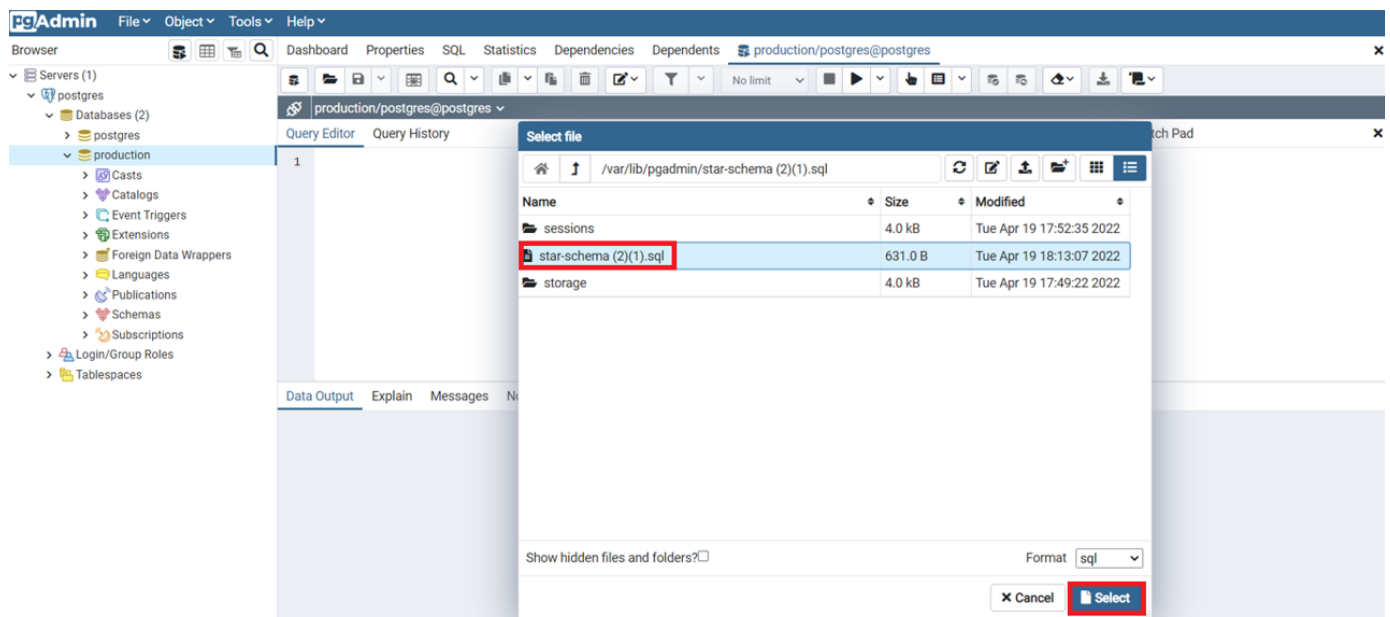 pgAdmin File Object Tools Help
Browser Dashboard Properties SQL Statistics Dependencies Dependents production/postgres@postgres
Servers (1)
postgres
Databases (2)
postgres
production
Casts
Catalogs
Event Triggers
Extensions
Foreign Data Wrappers
Languages
Publications
Schemas
Subscriptions
Login/Group Roles
Tablespaces
No limit
production/postgres@postgres
Query Editor Query History
tch Pad
1
Data Output Explain Messages
Select file
/var/lib/pgadmin/star-schema (2)(1).sql
Name Size Modified
sessions 4.0 kB Tue Apr 19 17:52:35 2022
star-schema (2)(1).sql 631.0 B Tue Apr 19 18:13:07 2022
storage 4.0 kB Tue Apr 19 17:49:22 2022
Show hidden files and folders? Format sql
Cancel Select